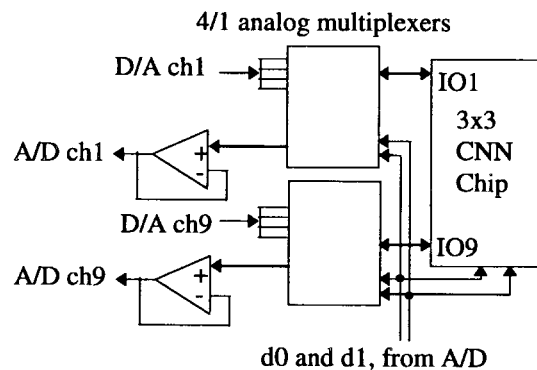 4/1 analog multiplexers
D/A ch1
IO1
3x3
CNN
Chip
A/D ch1
+
-
D/A ch9
IO9
A/D ch9
+
-
d0 and d1, from A/D